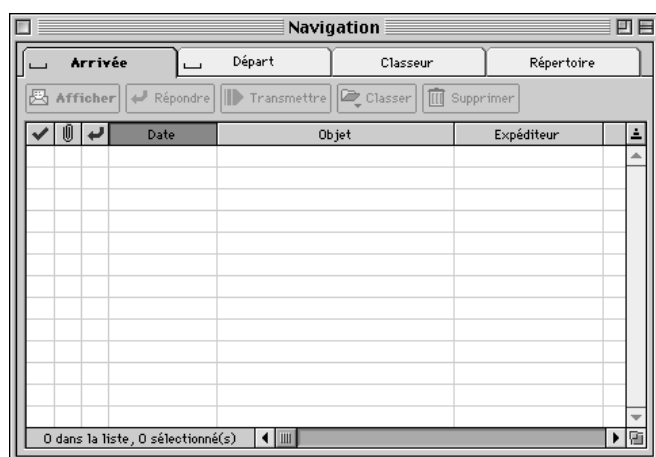 Navigation
Arrivée Départ Classeur Répertoire
Afficher Répondre Transmettre Classer Supprimer
Date Objet Expéditeur
0 dans la liste, 0 sélectionné(s)